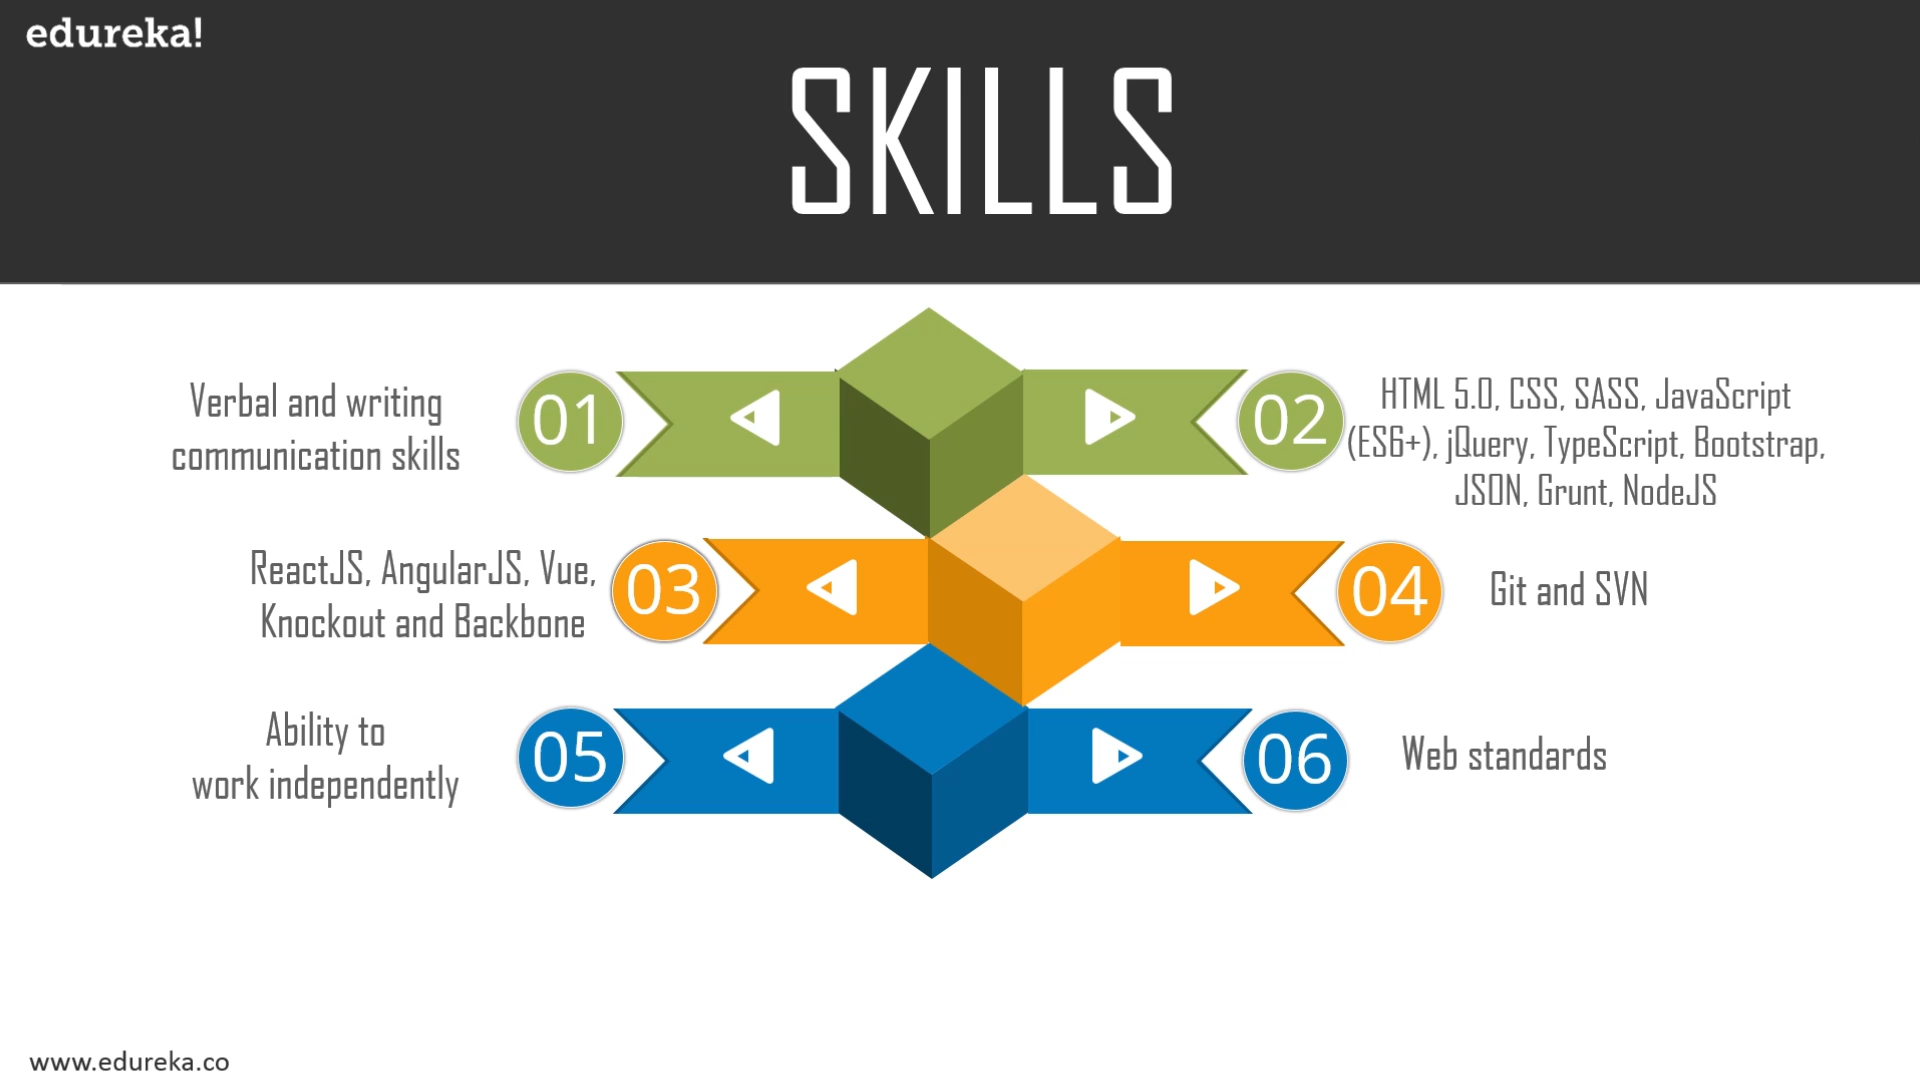 edureka!
SKILLS
Verbal and writing
communication skills
01
02
HTML 5.0, CSS, SASS, JavaScript
(ES6+), jQuery, TypeScript, Bootstrap,
JSON, Grunt, NodeJS
ReactJS, AngularJS, Vue,
Knockout and Backbone
03
04
Git and SVN
Ability to
work independently
05
06
Web standards
www.edureka.co